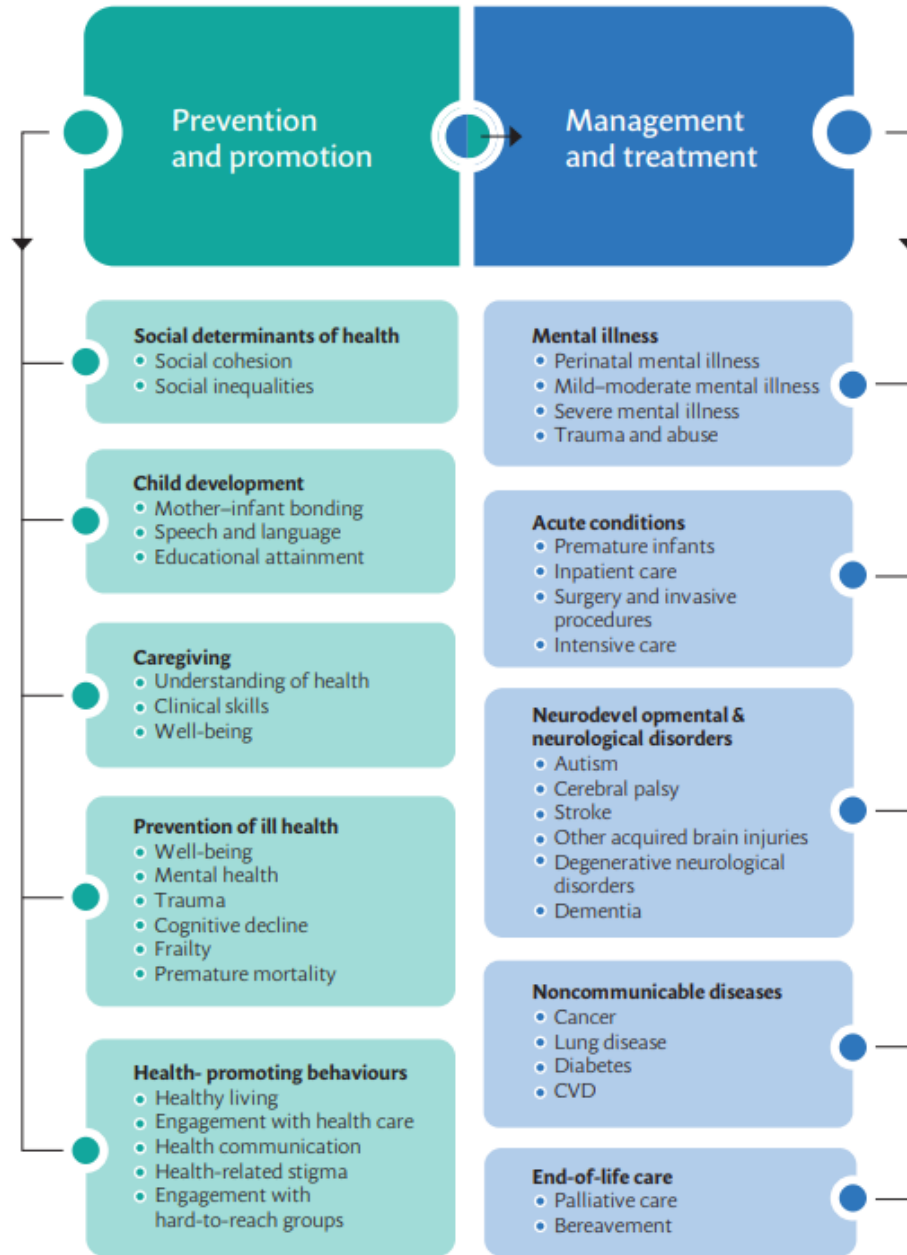 Prevention
and promotion
Management
and treatment
Social determinants of health
Social cohesion
Social inequalities
Child development
Mother–infant bonding
Speech and language
Educational attainment
Caregiving
Understanding of health
Clinical skills
Well-being
Prevention of ill health
Well-being
Mental health
Trauma
Cognitive decline
Frailty
Premature mortality
Health- promoting behaviours
Healthy living
Engagement with health care
Health communication
Health-related stigma
Engagement with
hard-to-reach groups
Mental illness
Perinatal mental illness
Mild–moderate mental illness
Severe mental illness
Trauma and abuse
Acute conditions
Premature infants
Inpatient care
Surgery and invasive
procedures
Intensive care
Neurodevel opmental &
neurological disorders
Autism
Cerebral palsy
Stroke
Other acquired brain injuries
Degenerative neurological
disorders
Dementia
Noncommunicable diseases
Cancer
Lung disease
Diabetes
CVD
End-of-life care
Palliative care
Bereavement